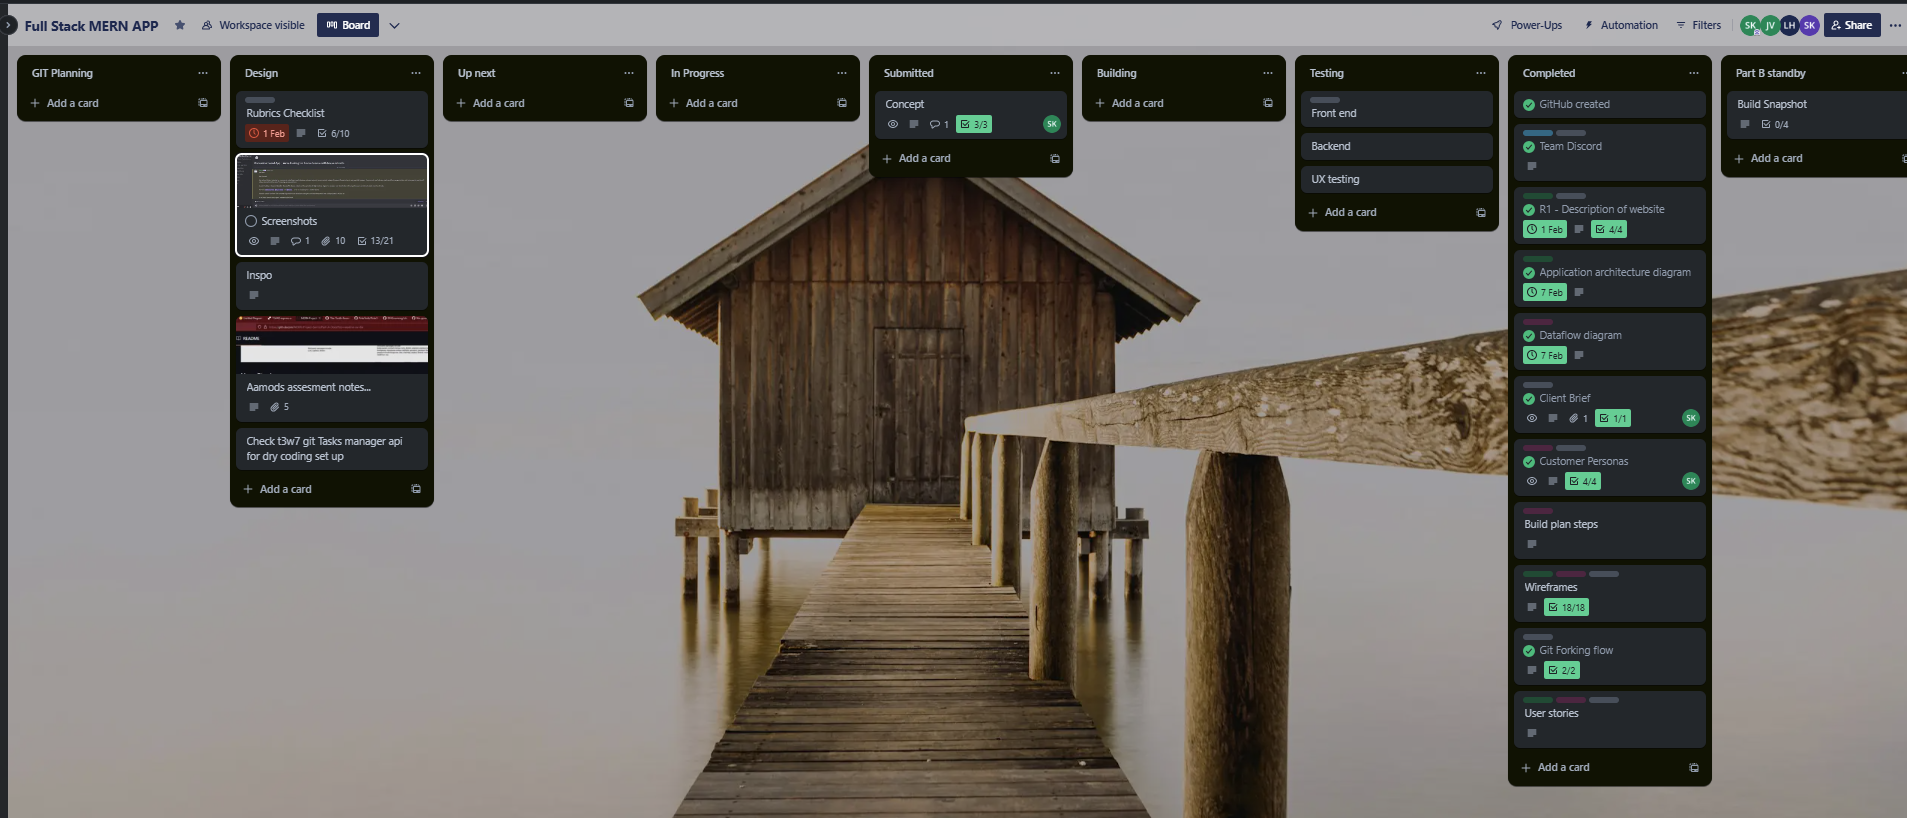 Full Stack MERN APP
Workspace visible
Board
Power-Ups
Automation
Filters
SK
JV
LH
SK
Share
GIT Planning
Add a card
Design
Rubrics Checklist
1 Feb
6/10
Screenshots
1
10
13/21
Inspo
README
Aamods assesment notes...
5
Check t3w7 git Tasks manager api
for dry coding set up
Add a card
Up next
Add a card
In Progress
Add a card
Submitted
Concept
1
3/3
SK
Add a card
Building
Add a card
Testing
Front end
Backend
UX testing
Add a card
Completed
GitHub created
Team Discord
R1 - Description of website
1 Feb
4/4
Application architecture diagram
7 Feb
Dataflow diagram
7 Feb
Client Brief
1
1/1
SK
Customer Personas
4/4
SK
Build plan steps
Wireframes
18/18
Git Forking flow
2/2
User stories
Add a card
Part B standby
Build Snapshot
0/4
Add a card